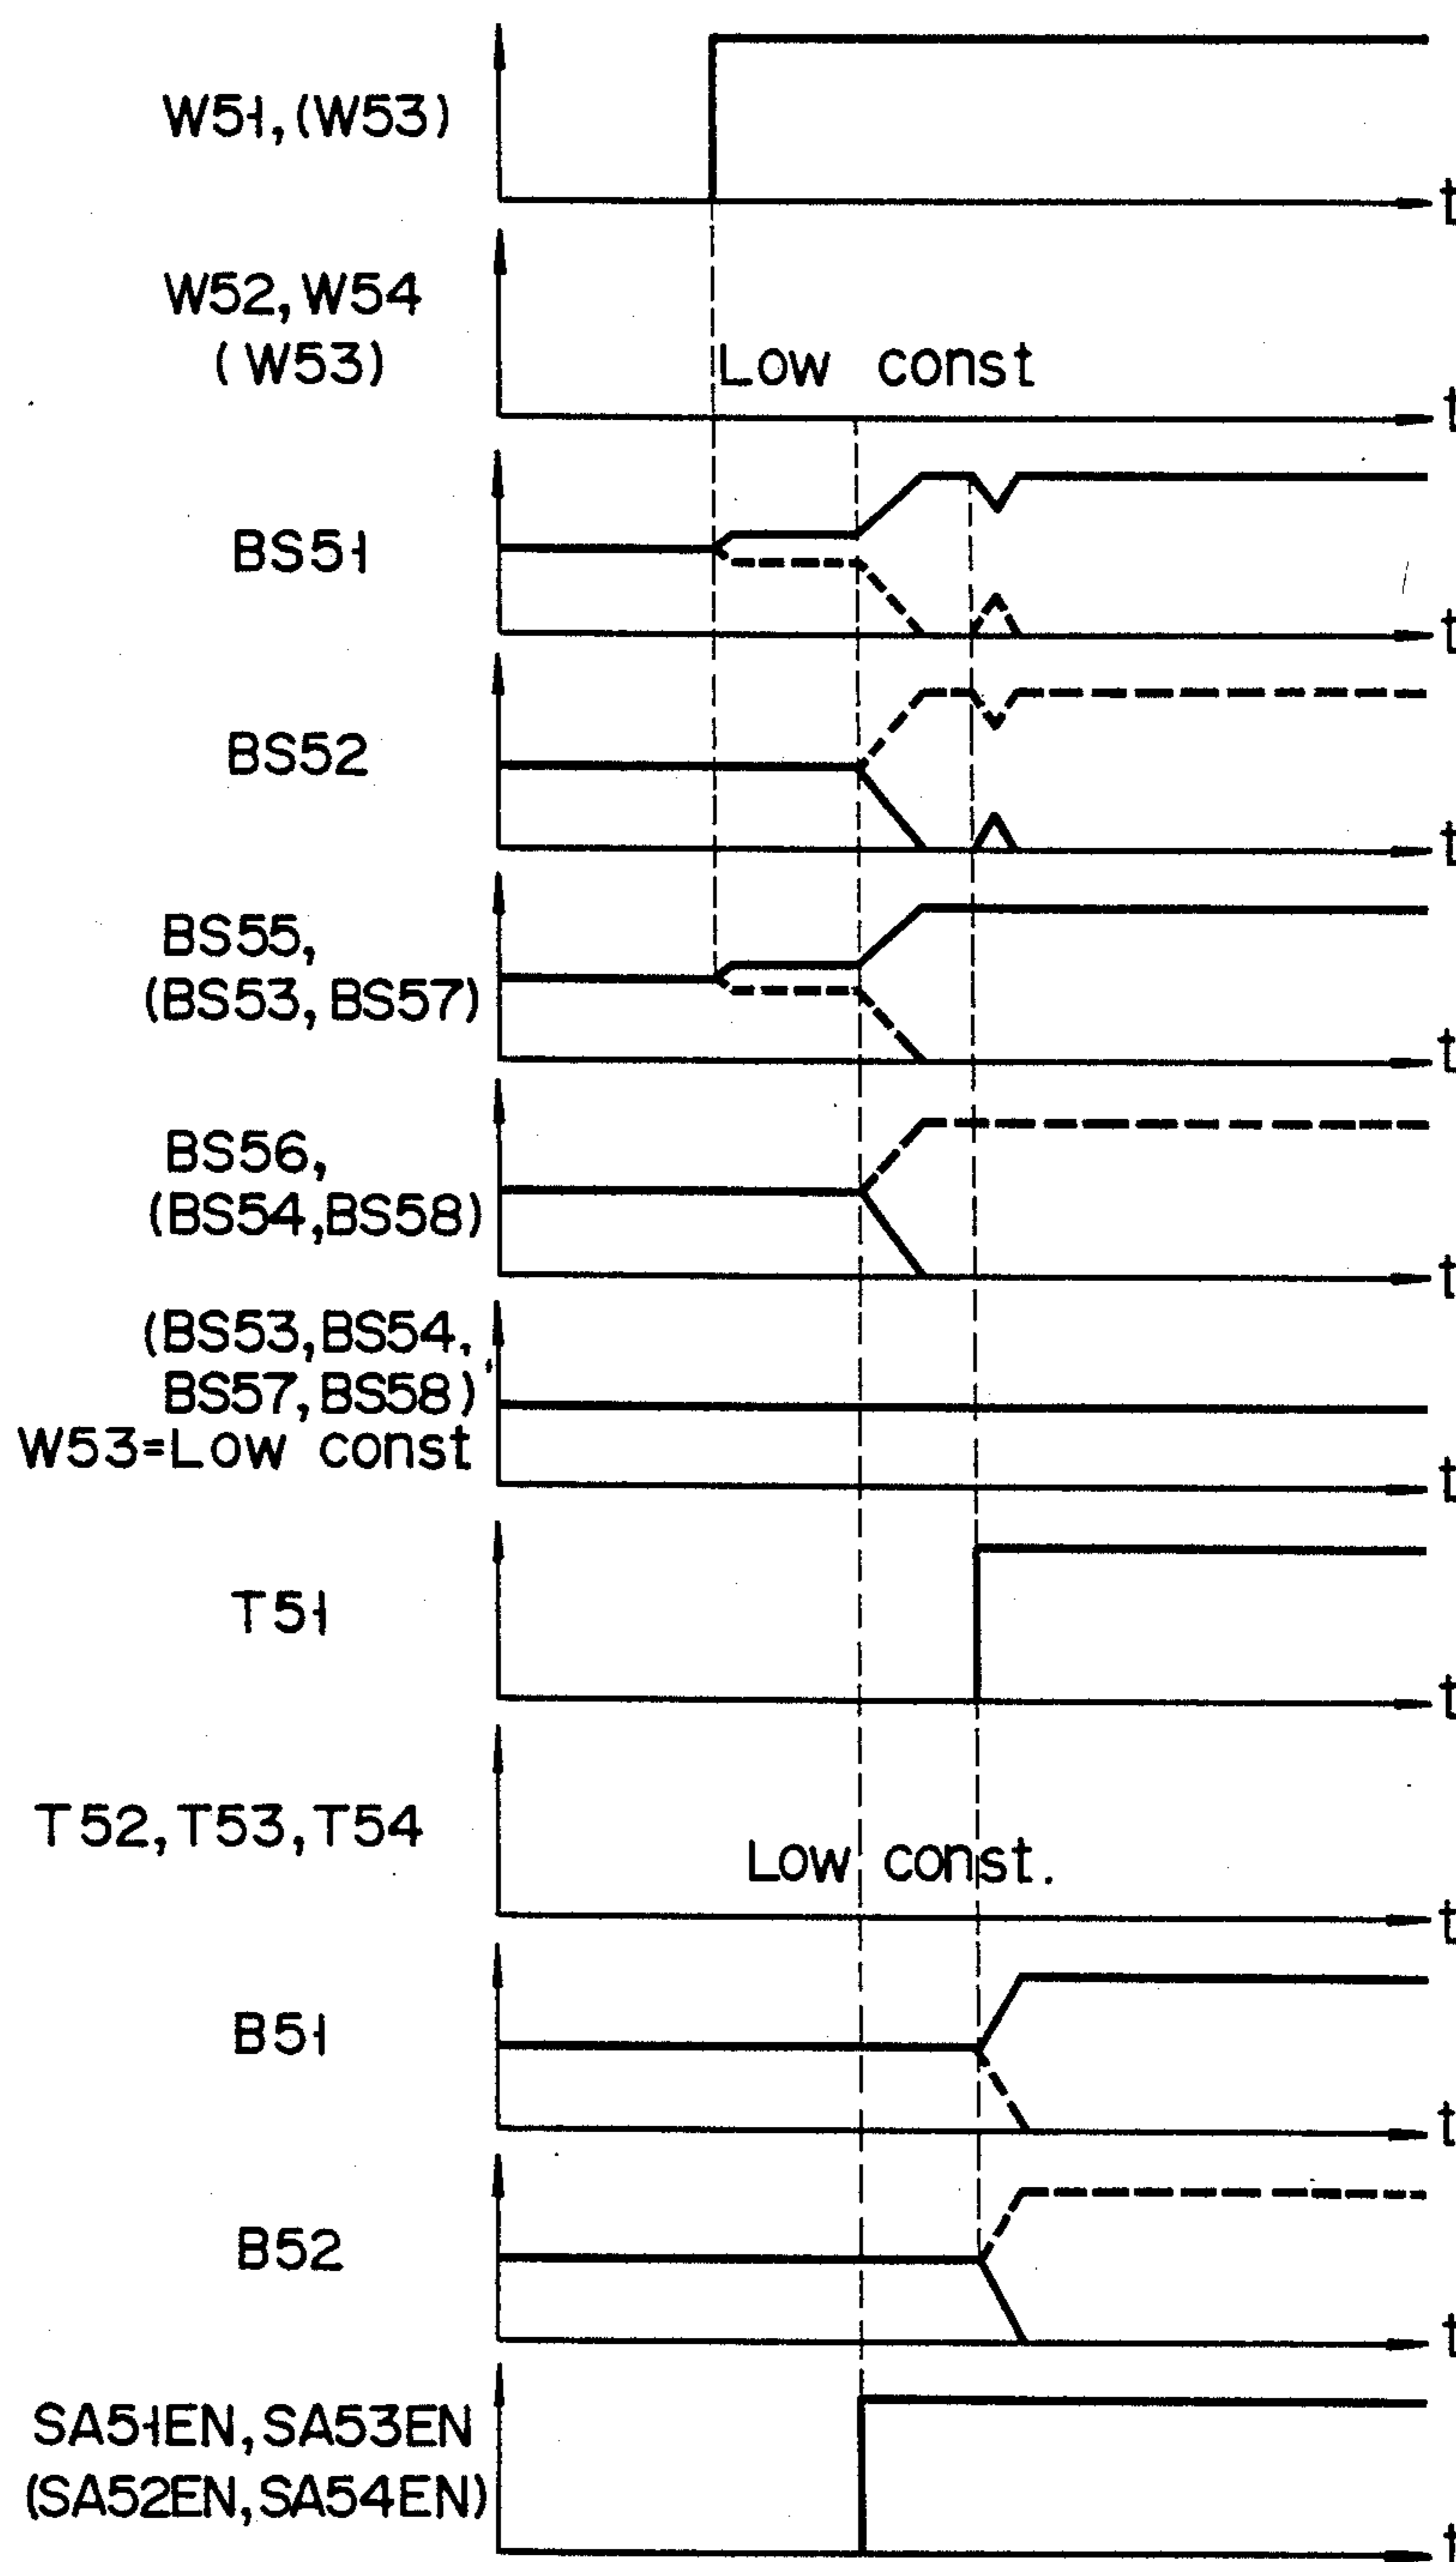 W51,(W53)
t
W52,W54
(W53)
Low const
t
BS51
t
BS52
t
BS55,
(BS53,BS57)
t
BS56,
(BS54,BS58)
t
(BS53,BS54,
BS57,BS58)
W53=Low const
t
T51
t
T52,T53,T54
Low const.
t
B51
t
B52
t
SA51EN,SA53EN
(SA52EN,SA54EN)
t